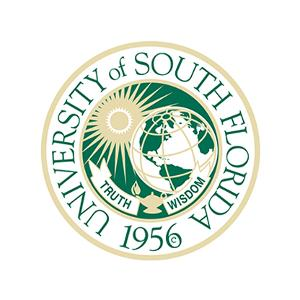 UNIVERSITY of SOUTH FLORIDA
TRUTH WISDOM
1956
©